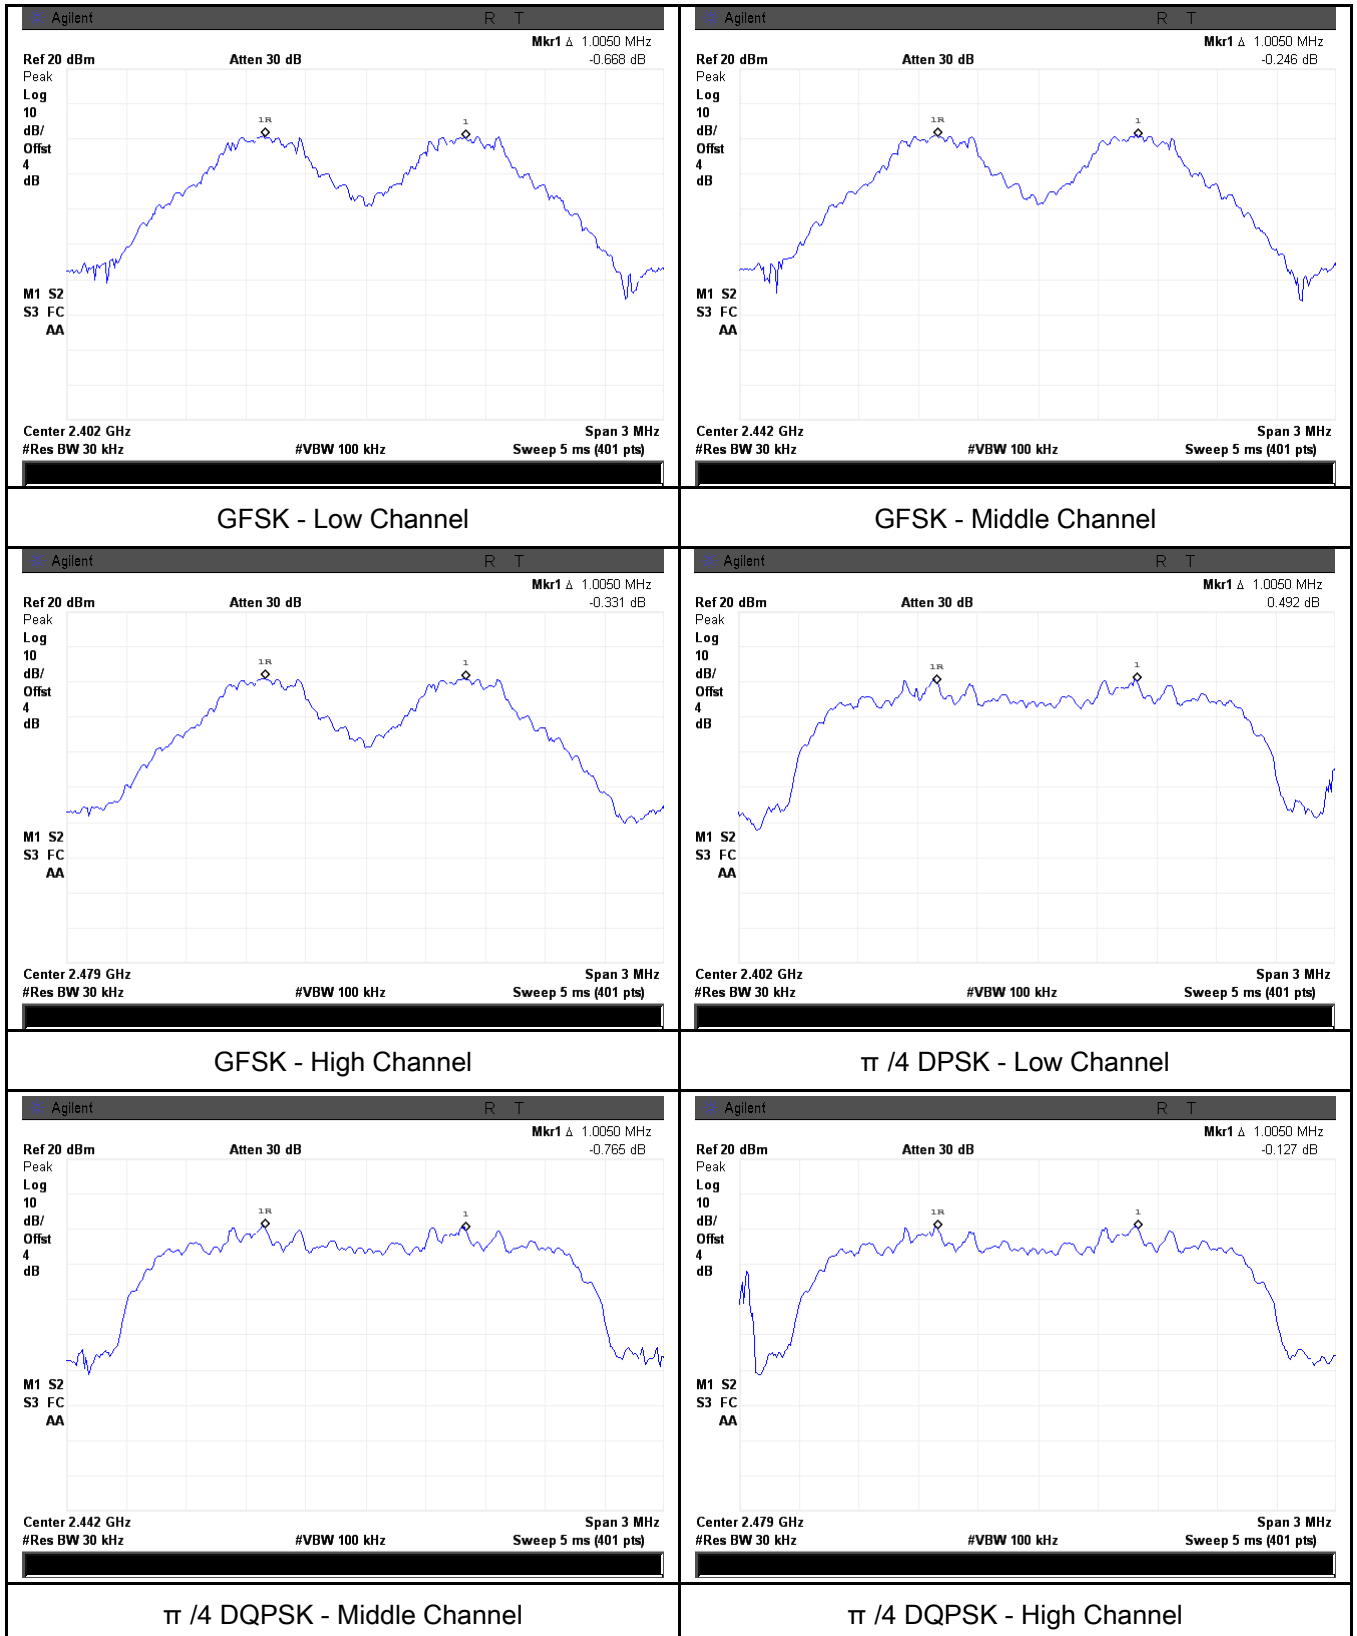 Agilent R T
Mkr1 Δ 1.0050 MHz
Ref 20 dBm Atten 30 dB -0.668 dB
Peak
Log
10
dB/
Offst
4
dB
1R 1
M1 S2
S3 FC
AA
Center 2.402 GHz Span 3 MHz
#Res BW 30 kHz #VBW 100 kHz Sweep 5 ms (401 pts)
GFSK - Low Channel
Agilent R T
Mkr1 Δ 1.0050 MHz
Ref 20 dBm Atten 30 dB -0.246 dB
Peak
Log
10
dB/
Offst
4
dB
1R 1
M1 S2
S3 FC
AA
Center 2.442 GHz Span 3 MHz
#Res BW 30 kHz #VBW 100 kHz Sweep 5 ms (401 pts)
GFSK - Middle Channel
Agilent R T
Mkr1 Δ 1.0050 MHz
Ref 20 dBm Atten 30 dB -0.331 dB
Peak
Log
10
dB/
Offst
4
dB
1R 1
M1 S2
S3 FC
AA
Center 2.479 GHz Span 3 MHz
#Res BW 30 kHz #VBW 100 kHz Sweep 5 ms (401 pts)
GFSK - High Channel
Agilent R T
Mkr1 Δ 1.0050 MHz
Ref 20 dBm Atten 30 dB 0.492 dB
Peak
Log
10
dB/
Offst
4
dB
1R 1
M1 S2
S3 FC
AA
Center 2.402 GHz Span 3 MHz
#Res BW 30 kHz #VBW 100 kHz Sweep 5 ms (401 pts)
π /4 DPSK - Low Channel
Agilent R T
Mkr1 Δ 1.0050 MHz
Ref 20 dBm Atten 30 dB -0.765 dB
Peak
Log
10
dB/
Offst
4
dB
1R 1
M1 S2
S3 FC
AA
Center 2.442 GHz Span 3 MHz
#Res BW 30 kHz #VBW 100 kHz Sweep 5 ms (401 pts)
π /4 DQPSK - Middle Channel
Agilent R T
Mkr1 Δ 1.0050 MHz
Ref 20 dBm Atten 30 dB -0.127 dB
Peak
Log
10
dB/
Offst
4
dB
1R 1
M1 S2
S3 FC
AA
Center 2.479 GHz Span 3 MHz
#Res BW 30 kHz #VBW 100 kHz Sweep 5 ms (401 pts)
π /4 DQPSK - High Channel